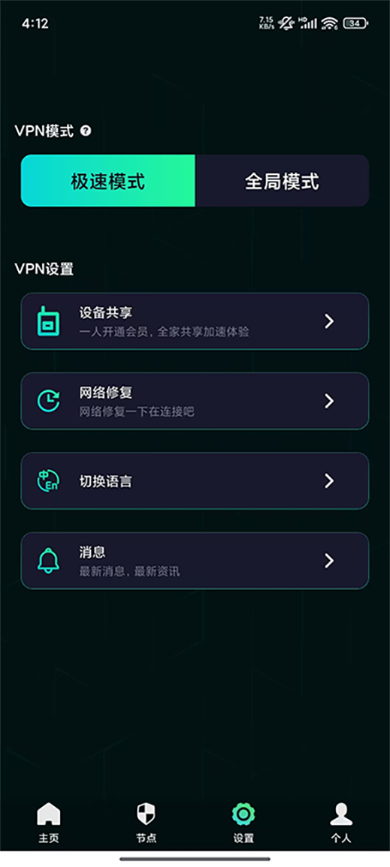 4:12
7.15
KB/s
HD
34
VPN模式
极速模式
全局模式
VPN设置
设备共享
一人开通会员，全家共享加速体验
网络修复
网络修复一下在连接吧
中
En
切换语言
消息
最新消息，最新资讯
主页
节点
设置
个人